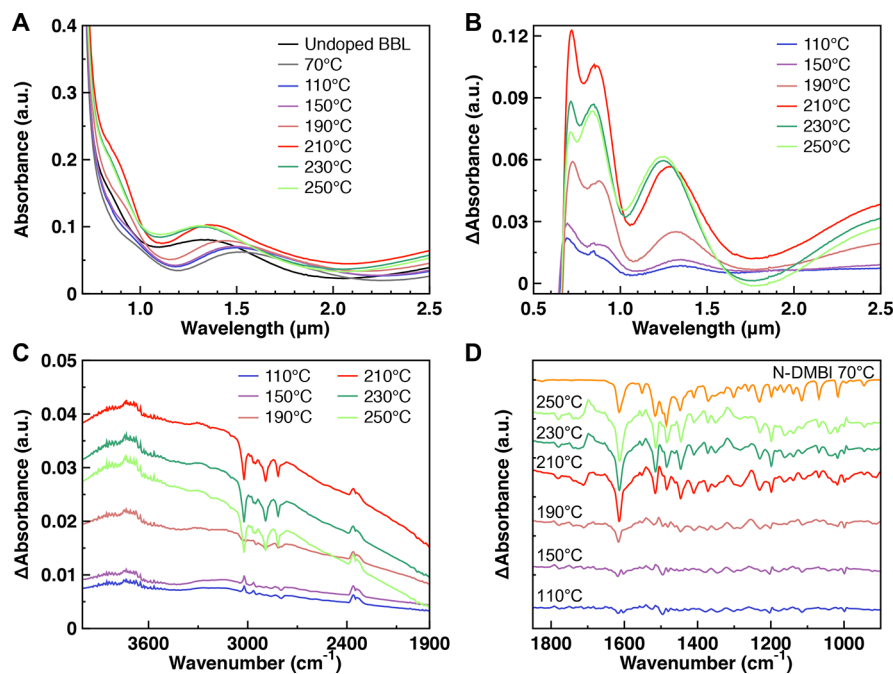 A
0.4
0.3
0.2
0.1
0
Absorbance (a.u.)
Undoped BBL
70°C
110°C
150°C
190°C
210°C
230°C
250°C
1.0
1.5
2.0
2.5
Wavelength (μm)
B
0.12
0.09
0.06
0.03
0
ΔAbsorbance (a.u.)
110°C
150°C
190°C
210°C
230°C
250°C
0.5
1.0
1.5
2.0
2.5
Wavelength (μm)
C
0.05
0.04
0.03
0.02
0.01
0
ΔAbsorbance (a.u.)
110°C 210°C
150°C 230°C
190°C 250°C
3600
3000
2400
1900
Wavenumber (cm⁻¹)
D
ΔAbsorbance (a.u.)
N-DMBI 70°C
250°C
230°C
210°C
190°C
150°C
110°C
1800
1600
1400
1200
1000
Wavenumber (cm⁻¹)